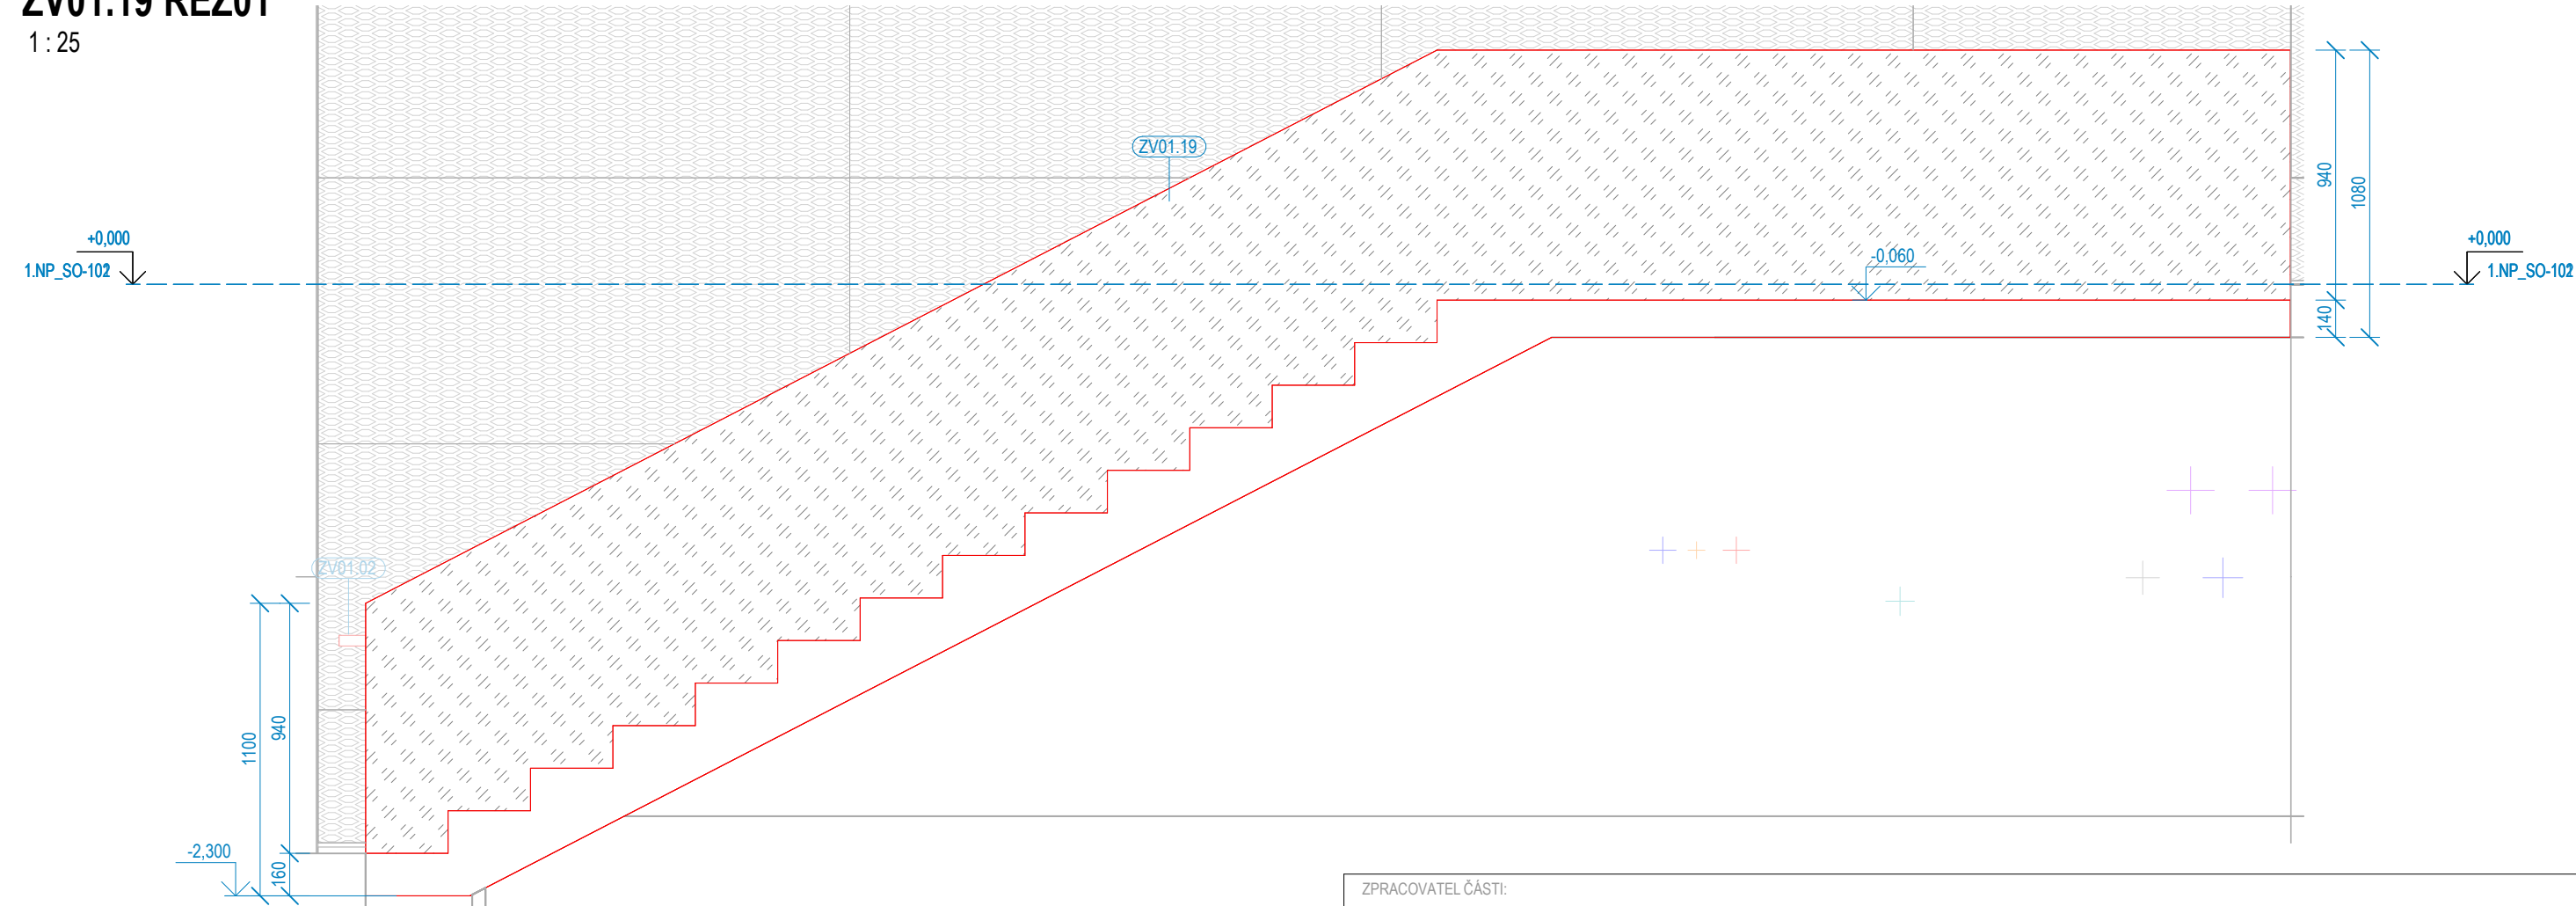 ZV01.19 ŘEZ01
1 : 25
ZV01.19
+0,000
1.NP_SO-102
-0,060
+0,000
1.NP_SO-102
940
1080
140
ZV01.02
1100
940
160
-2,300
ZPRACOVATEL ČÁSTI: